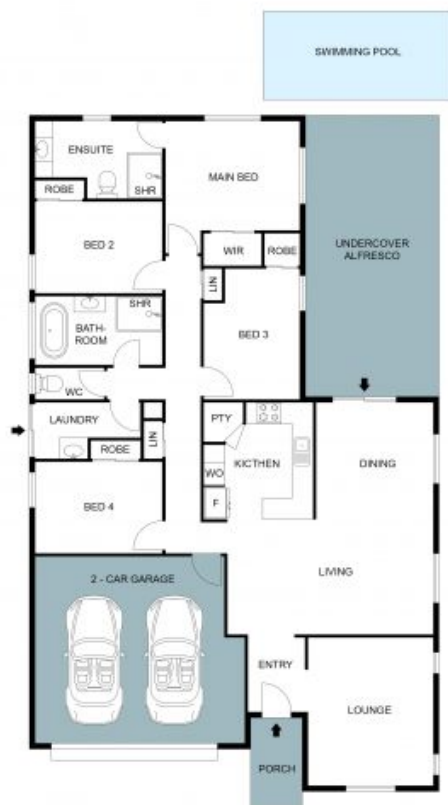 SWIMMING POOL
ENSUITE
ROBE
SHR
MAIN BED
BED 2
WIR
ROBE
UNDERCOVER
ALFRESCO
LIN
SHR
BATH-
ROOM
BED 3
WC
LAUNDRY
PTY
ROBE
LIN
WO
KICTHEN
DINING
F
BED 4
LIVING
2 - CAR GARAGE
ENTRY
LOUNGE
PORCH